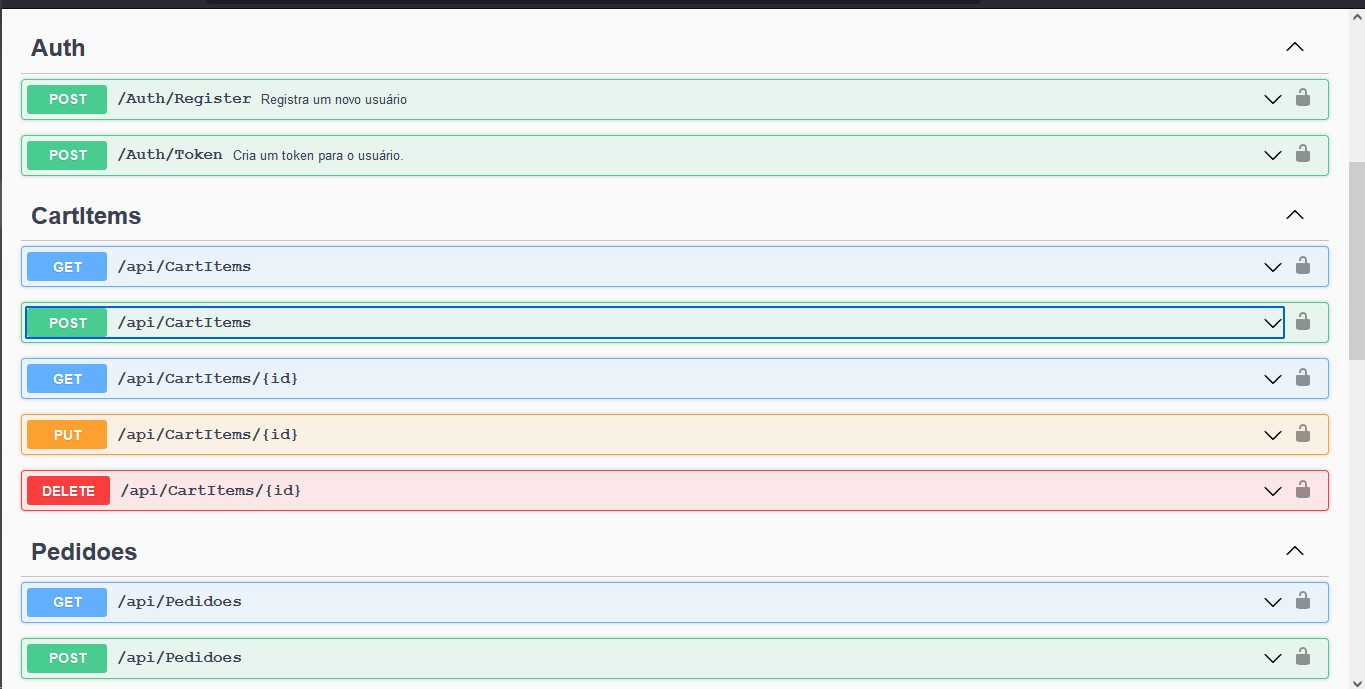 Auth
POST /Auth/Register Registra um novo usuário
POST /Auth/Token Cria um token para o usuário.
CartItems
GET /api/CartItems
POST /api/CartItems
GET /api/CartItems/{id}
PUT /api/CartItems/{id}
DELETE /api/CartItems/{id}
Pedidoes
GET /api/Pedidoes
POST /api/Pedidoes